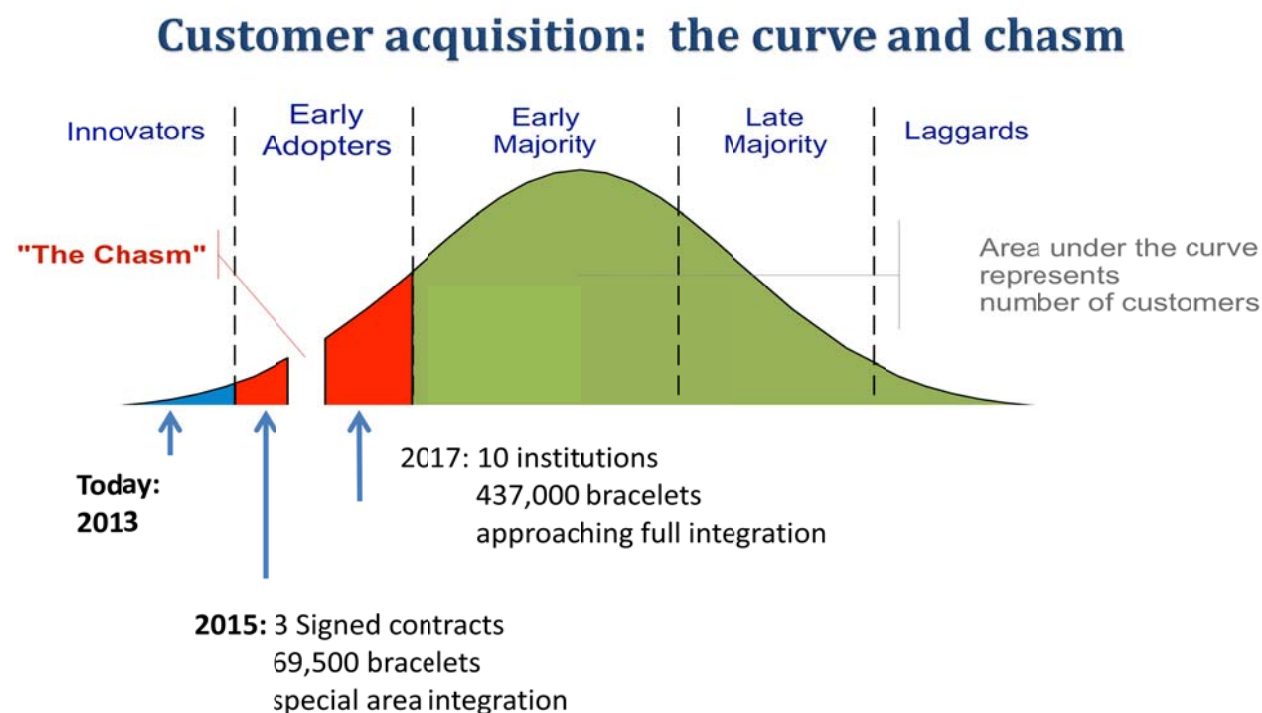 Customer acquisition: the curve and chasm
Innovators
Early
Adopters
Early
Majority
Late
Majority
Laggards
"The Chasm"
Area under the curve
represents
number of customers
Today:
2013
2017: 10 institutions
437,000 bracelets
approaching full integration
2015: 3 Signed contracts
69,500 bracelets
special area integration